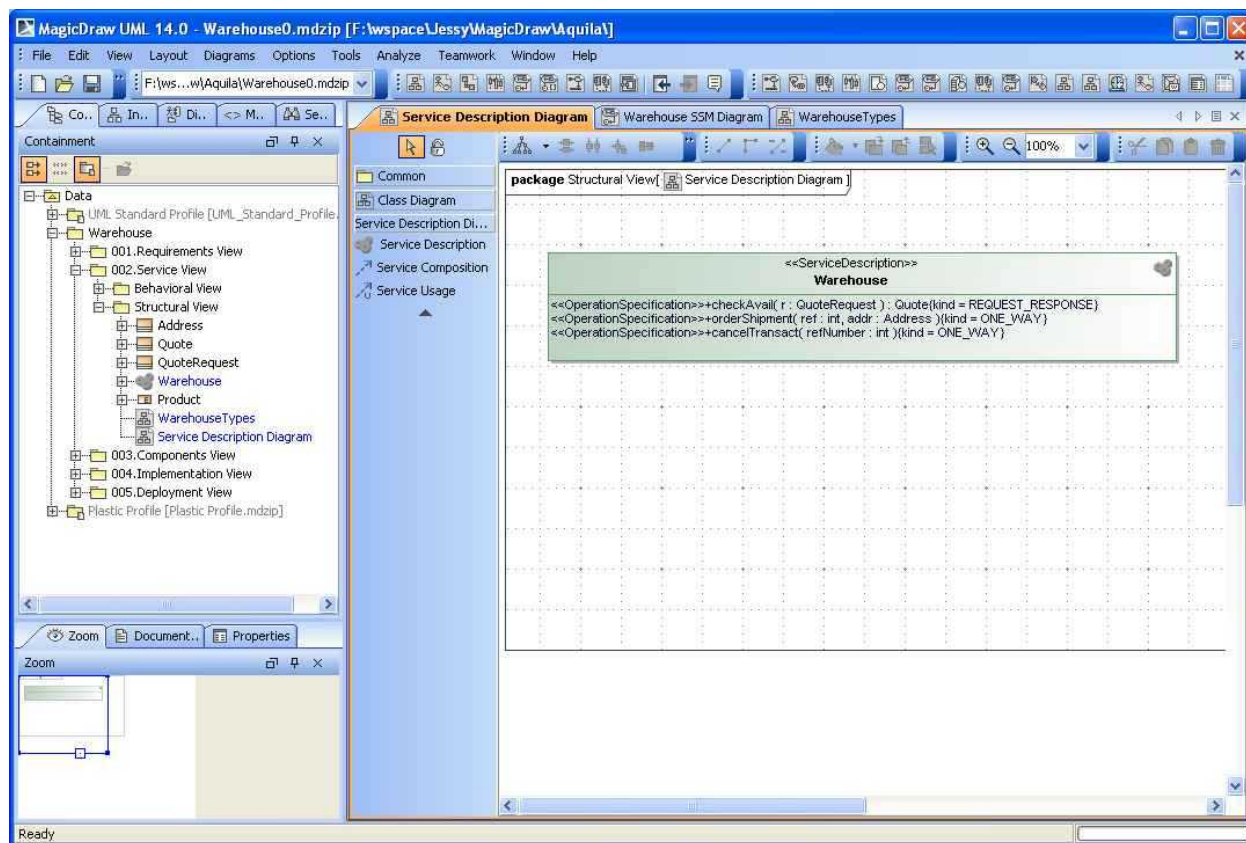 MagicDraw UML 14.0 - Warehouse0.mdzip [F:\wspace\Jessy\MagicDraw\Aquila\]
File Edit View Layout Diagrams Options Tools Analyze Teamwork Window Help
F:\ws...w\Aquila\Warehouse0.mdzip
Co.. In.. Di.. <> M.. Se..
Containment
Data
UML Standard Profile [UML_Standard_Profile.
Warehouse
001.Requirements View
002.Service View
Behavioral View
Structural View
Address
Quote
QuoteRequest
Warehouse
Product
WarehouseTypes
Service Description Diagram
003.Components View
004.Implementation View
005.Deployment View
Plastic Profile [Plastic Profile.mdzip]
Zoom Document.. Properties
Zoom
Service Description Diagram Warehouse SSM Diagram WarehouseTypes
100%
Common
Class Diagram
Service Description Di...
Service Description
Service Composition
Service Usage
package Structural View[ Service Description Diagram ]
<<ServiceDescription>>
Warehouse
<<OperationSpecification>>+checkAvail( r : QuoteRequest ) : Quote{kind = REQUEST_RESPONSE}
<<OperationSpecification>>+orderShipment( ref : int, addr : Address ){kind = ONE_WAY}
<<OperationSpecification>>+cancelTransact( refNumber : int ){kind = ONE_WAY}
Ready